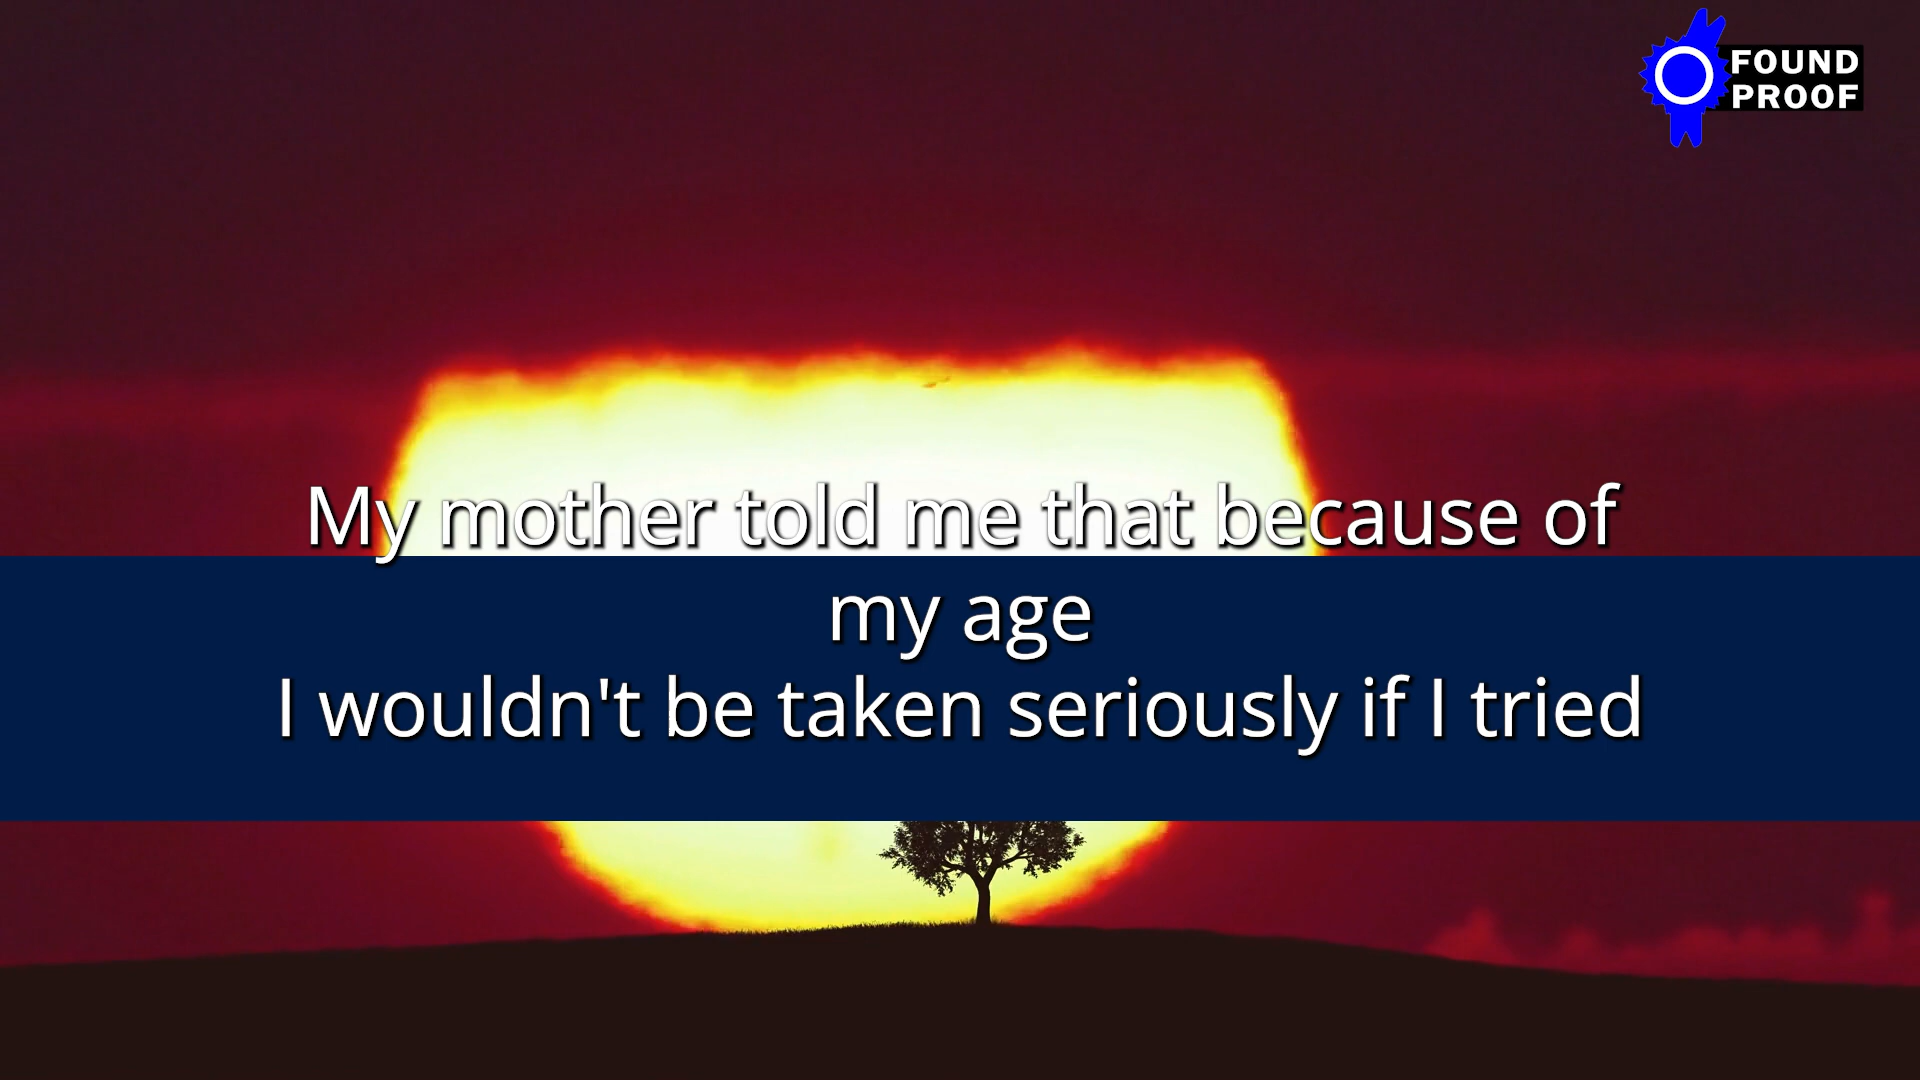 FOUND
PROOF
My mother told me that because of
my age
I wouldn't be taken seriously if I tried